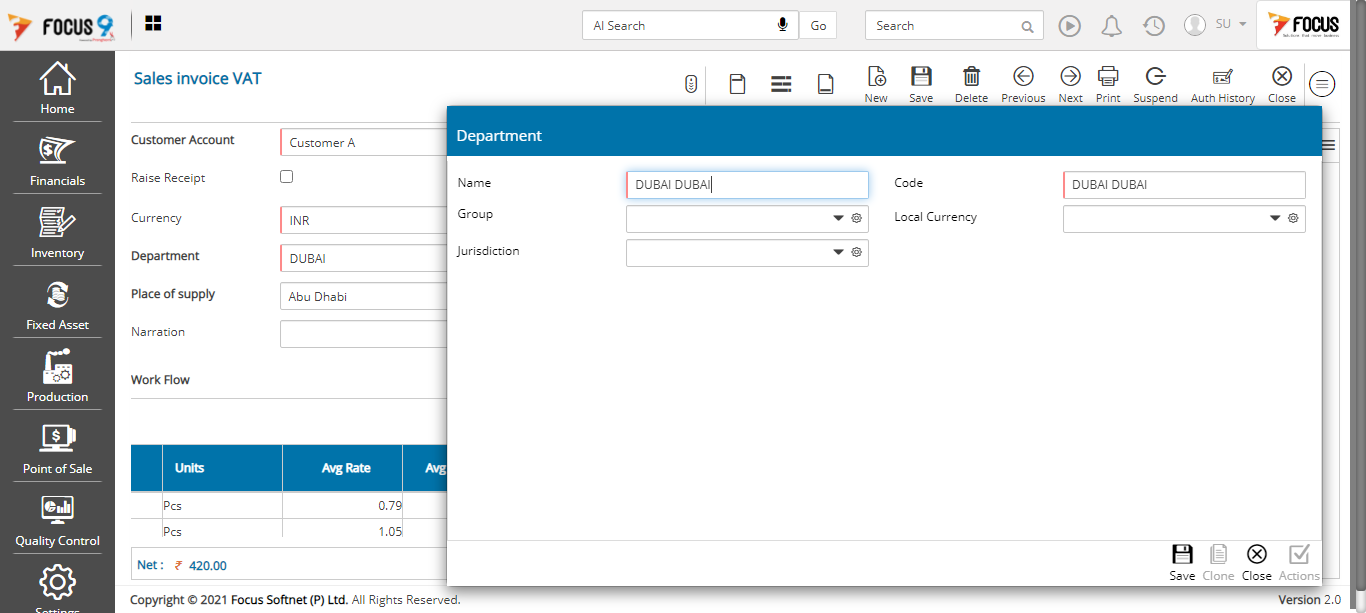 FOCUS 9
AI Search
Go
Search
SU
FOCUS
Home
Financials
Inventory
Fixed Asset
Production
Point of Sale
Quality Control
Settings
Sales invoice VAT
New
Save
Delete
Previous
Next
Print
Suspend
Auth History
Close
Customer Account
Customer A
Raise Receipt
Currency
INR
Department
DUBAI
Place of supply
Abu Dhabi
Narration
Work Flow
Units
Avg Rate
Avg
Pcs
0.79
Pcs
1.05
Net : ₹ 420.00
Department
Name
DUBAI DUBAI
Code
DUBAI DUBAI
Group
Local Currency
Jurisdiction
Save
Clone
Close
Actions
Copyright © 2021 Focus Softnet (P) Ltd. All Rights Reserved.
Version 2.0